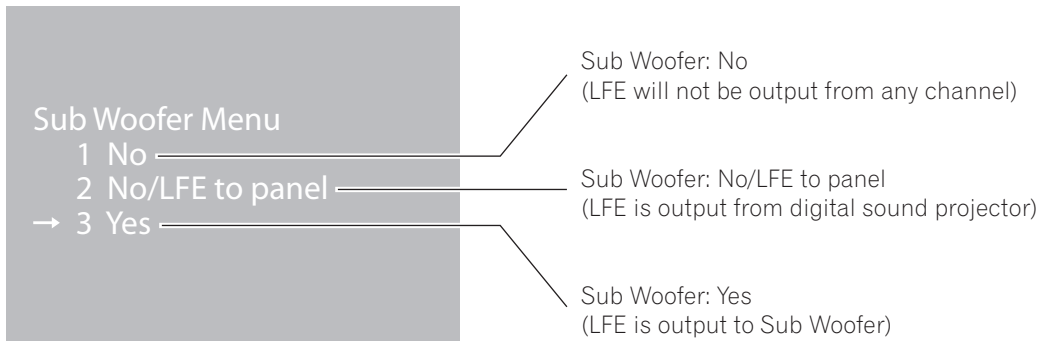 Sub Woofer Menu
1 No
2 No/LFE to panel
→ 3 Yes
Sub Woofer: No
(LFE will not be output from any channel)
Sub Woofer: No/LFE to panel
(LFE is output from digital sound projector)
Sub Woofer: Yes
(LFE is output to Sub Woofer)